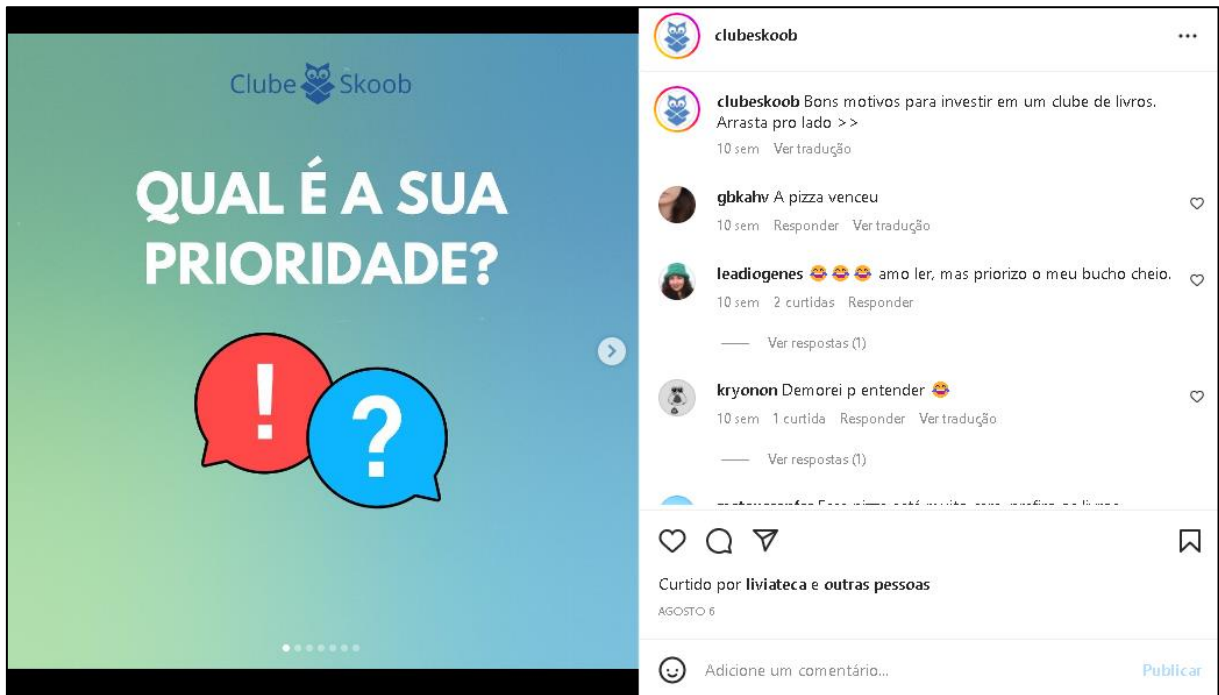 Clube Skoob
QUAL É A SUA
PRIORIDADE?
!
?
clubeskoob
clubeskoob Bons motivos para investir em um clube de livros.
Arrasta pro lado >>
10 sem Ver tradução
gbkahv A pizza venceu
10 sem Responder Ver tradução
leadiogenes 😂😂😂 amo ler, mas priorizo o meu bucho cheio.
10 sem 2 curtidas Responder
Ver respostas (1)
kryonon Demorei p entender 😂
10 sem 1 curtida Responder Ver tradução
Ver respostas (1)
Curtido por liviateca e outras pessoas
AGOSTO 6
Adicione um comentário...
Publicar